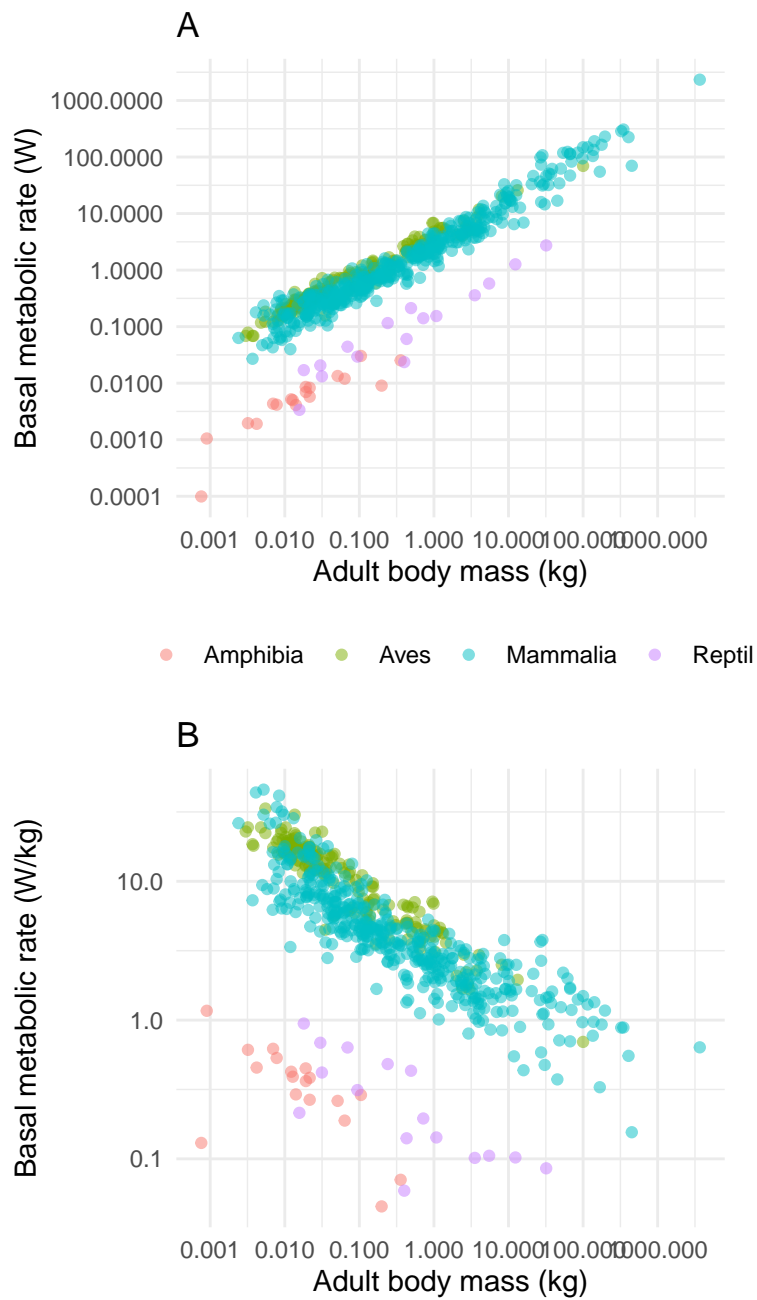 A
Basal metabolic rate (W)
1000.0000
100.0000
10.0000
1.0000
0.1000
0.0100
0.0010
0.0001
0.001 0.010 0.100 1.000 10.000 100.000 1000.000
Adult body mass (kg)
Amphibia Aves Mammalia Reptil
B
Basal metabolic rate (W/kg)
10.0
1.0
0.1
0.001 0.010 0.100 1.000 10.000 100.000 1000.000
Adult body mass (kg)